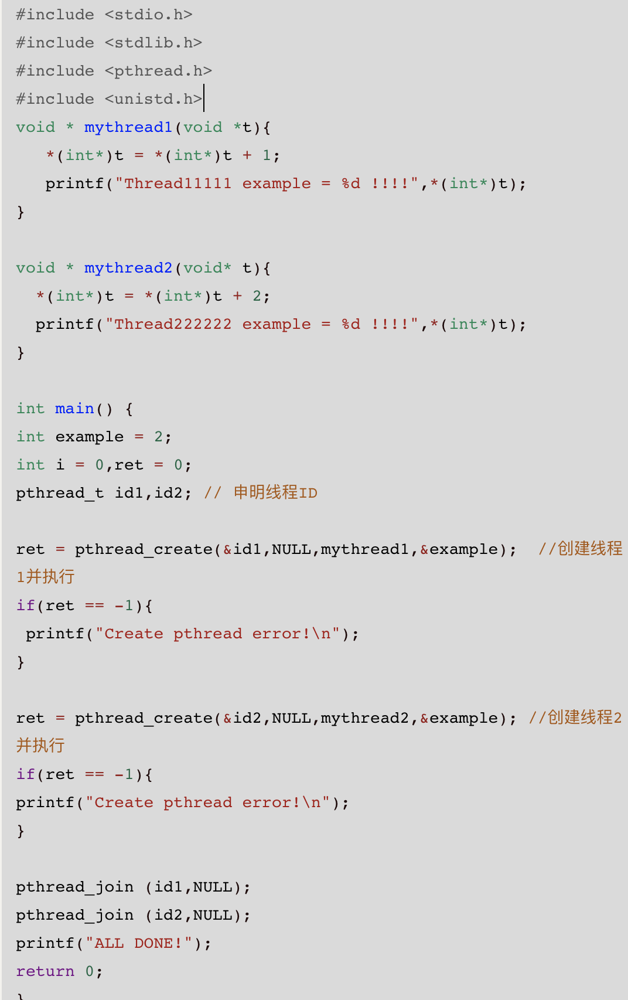 #include <stdio.h>
#include <stdlib.h>
#include <pthread.h>
#include <unistd.h>
void * mythread1(void *t){
   *(int*)t = *(int*)t + 1;
   printf("Thread11111 example = %d !!!!",*(int*)t);
}

void * mythread2(void* t){
  *(int*)t = *(int*)t + 2;
  printf("Thread222222 example = %d !!!!",*(int*)t);
}

int main() {
int example = 2;
int i = 0,ret = 0;
pthread_t id1,id2; // 申明线程ID

ret = pthread_create(&id1,NULL,mythread1,&example);  //创建线程
1并执行
if(ret == -1){
 printf("Create pthread error!\n");
}

ret = pthread_create(&id2,NULL,mythread2,&example); //创建线程2
并执行
if(ret == -1){
printf("Create pthread error!\n");
}

pthread_join (id1,NULL);
pthread_join (id2,NULL);
printf("ALL DONE!");
return 0;
}